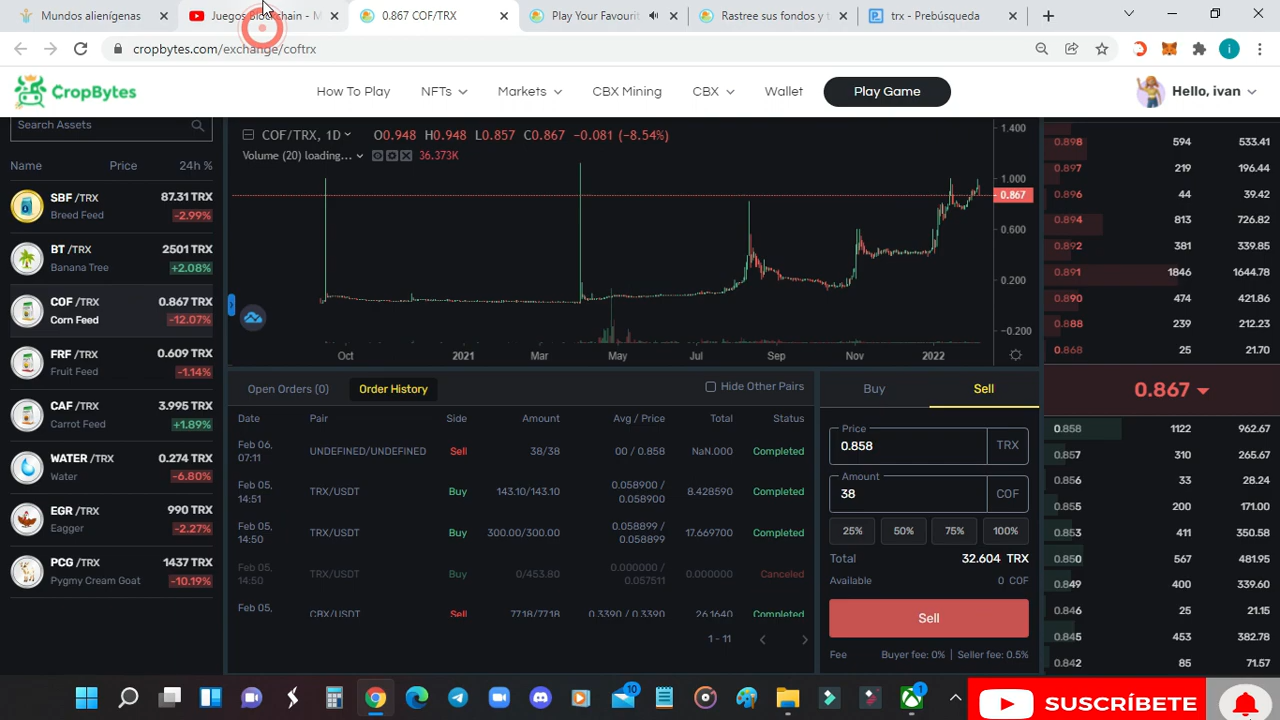 Mundos alienígenas
Juegos Blockchain - M
0.867 COF/TRX
Play Your Favourit
Rastree sus fondos y t
trx - Prebúsqueda
cropbytes.com/exchange/coftrx
i
CropBytes
How To Play
NFTs
Markets
CBX Mining
CBX
Wallet
Play Game
Hello, ivan
Search Assets
Name Price 24h %
SBF /TRX 87.31 TRX
Breed Feed -2.99%
BT /TRX 2501 TRX
Banana Tree +2.08%
COF /TRX 0.867 TRX
Corn Feed -12.07%
FRF /TRX 0.609 TRX
Fruit Feed -1.14%
CAF /TRX 3.995 TRX
Carrot Feed +1.89%
WATER /TRX 0.274 TRX
Water -6.80%
EGR /TRX 990 TRX
Eagger -2.27%
PCG /TRX 1437 TRX
Pygmy Cream Goat -10.19%
COF/TRX, 1D O0.948 H0.948 L0.857 C0.867 −0.081 (−8.54%)
Volume (20) loading... 36.373K
1.400
1.000
0.867
0.600
0.200
-0.200
Oct 2021 Mar May Jul Sep Nov 2022
Open Orders (0) Order History Hide Other Pairs
Date Pair Side Amount Avg / Price Total Status
Feb 06, 07:11 UNDEFINED/UNDEFINED Sell 38/38 00 / 0.858 NaN.000 Completed
Feb 05, 14:51 TRX/USDT Buy 143.10/143.10 0.058900 / 0.058900 8.428590 Completed
Feb 05, 14:50 TRX/USDT Buy 300.00/300.00 0.058899 / 0.058899 17.669700 Completed
Feb 05, 14:50 TRX/USDT Buy 0/453.80 0.000000 / 0.057511 0.000000 Canceled
Feb 05, CBX/USDT Sell 77.18/77.18 0.3390 / 0.3390 26.1640 Completed
1 - 11
Buy Sell
Price
0.858 TRX
Amount
38 COF
25% 50% 75% 100%
Total 32.604 TRX
Available 0 COF
Sell
Fee Buyer fee: 0% | Seller fee: 0.5%
0.898 594 533.41
0.897 219 196.44
0.896 44 39.42
0.894 813 726.82
0.892 381 339.85
0.891 1846 1644.78
0.890 474 421.86
0.888 239 212.23
0.868 25 21.70
0.867
0.858 1122 962.67
0.857 310 265.67
0.856 33 28.24
0.855 200 171.00
0.853 411 350.58
0.850 567 481.95
0.849 400 339.60
0.846 25 21.15
0.845 453 382.78
0.842 85 71.57
10
1
SUSCRÍBETE